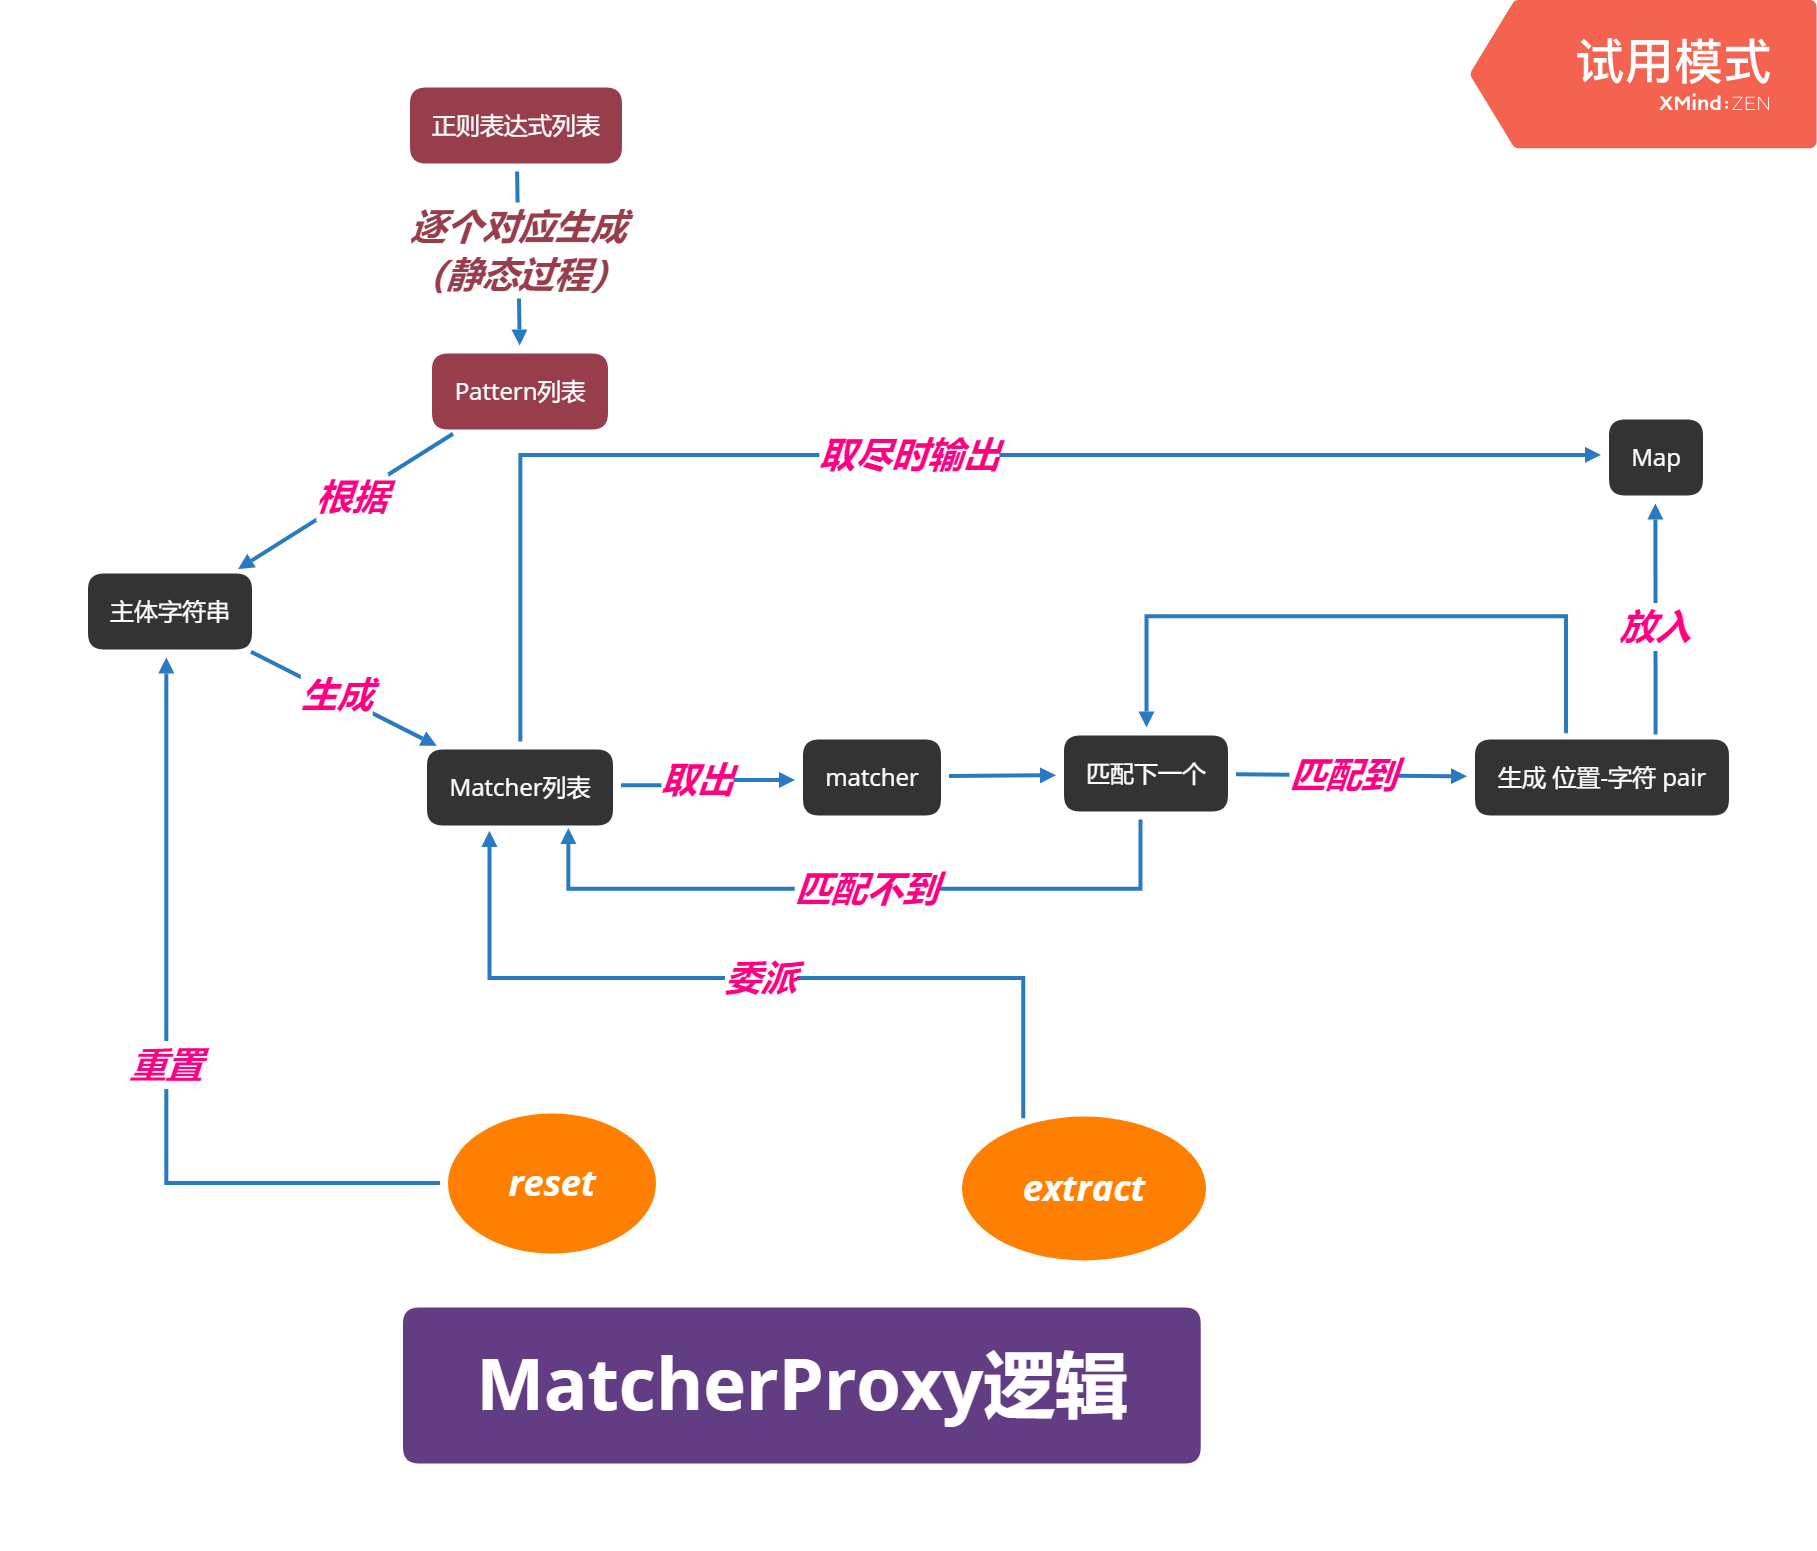 试用模式
XMind:ZEN
正则表达式列表
逐个对应生成
（静态过程）
Pattern列表
取尽时输出
Map
根据
主体字符串
放入
生成
Matcher列表
取出
matcher
匹配下一个
匹配到
生成 位置-字符 pair
匹配不到
委派
重置
reset
extract
MatcherProxy逻辑